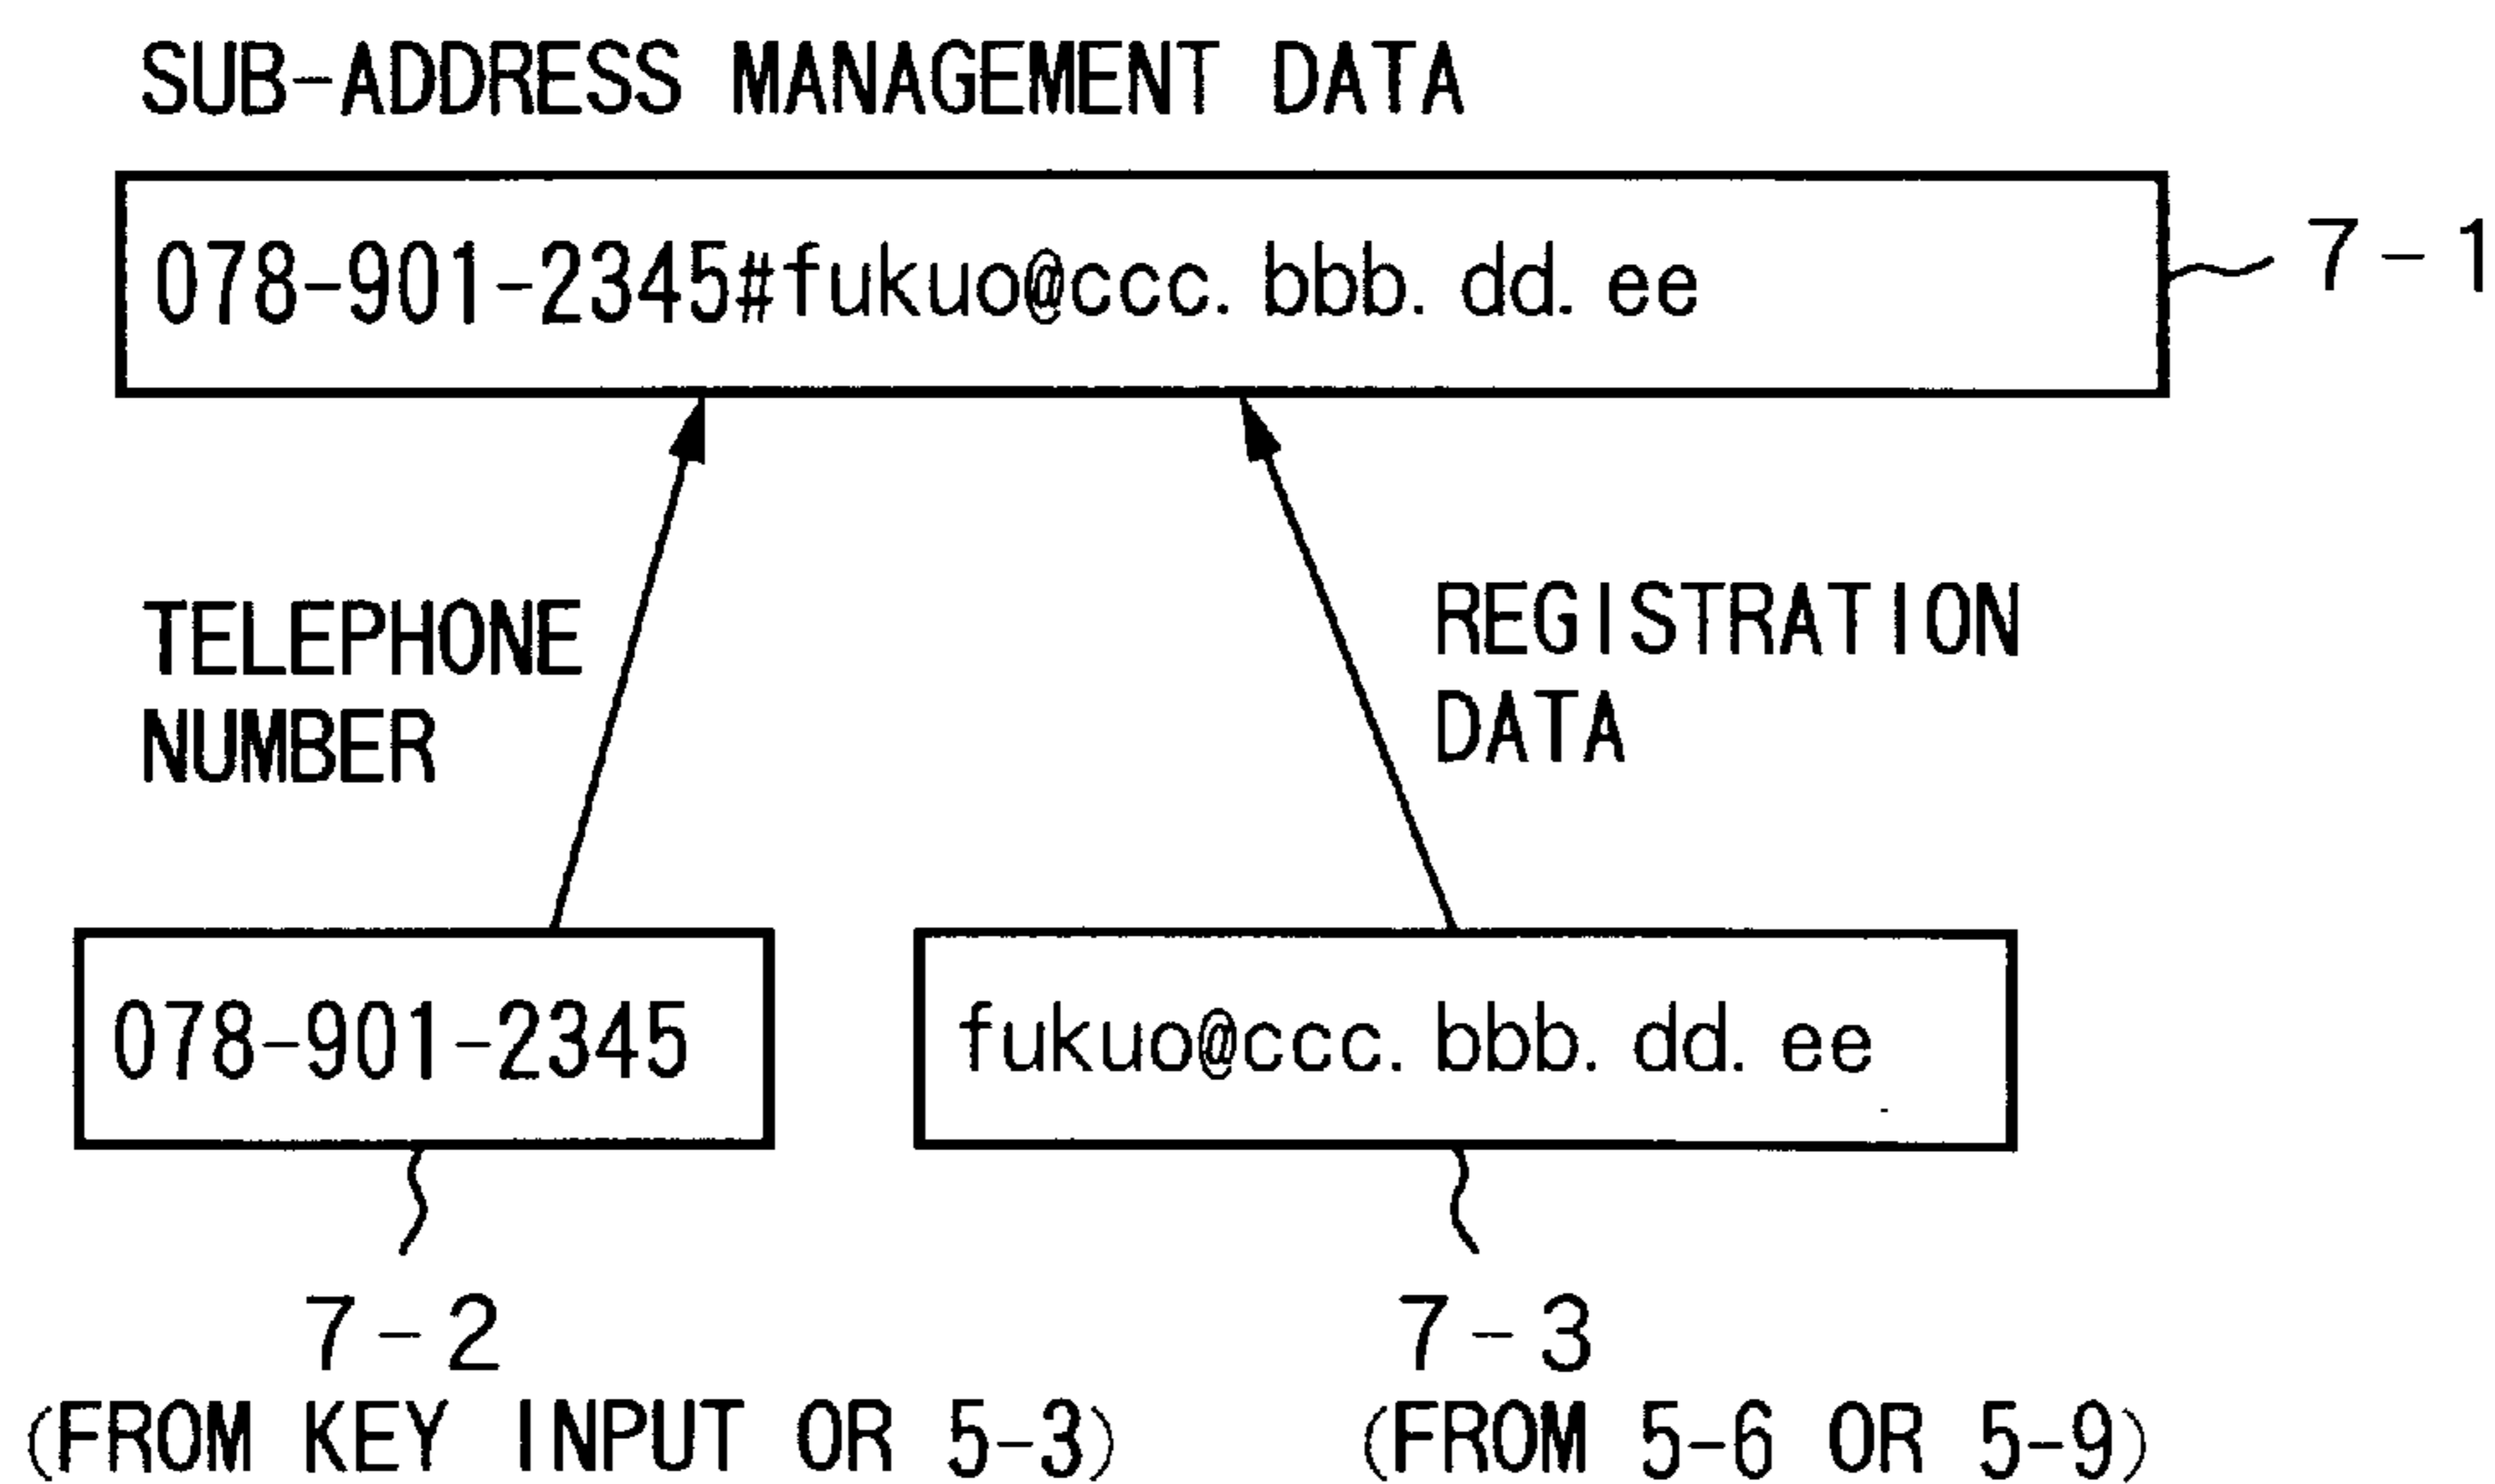 SUB-ADDRESS MANAGEMENT DATA
078-901-2345#fukuo@ccc.bbb.dd.ee
7-1
TELEPHONE
NUMBER
REGISTRATION
DATA
078-901-2345
fukuo@ccc.bbb.dd.ee
7-2
(FROM KEY INPUT OR 5-3)
7-3
(FROM 5-6 OR 5-9)